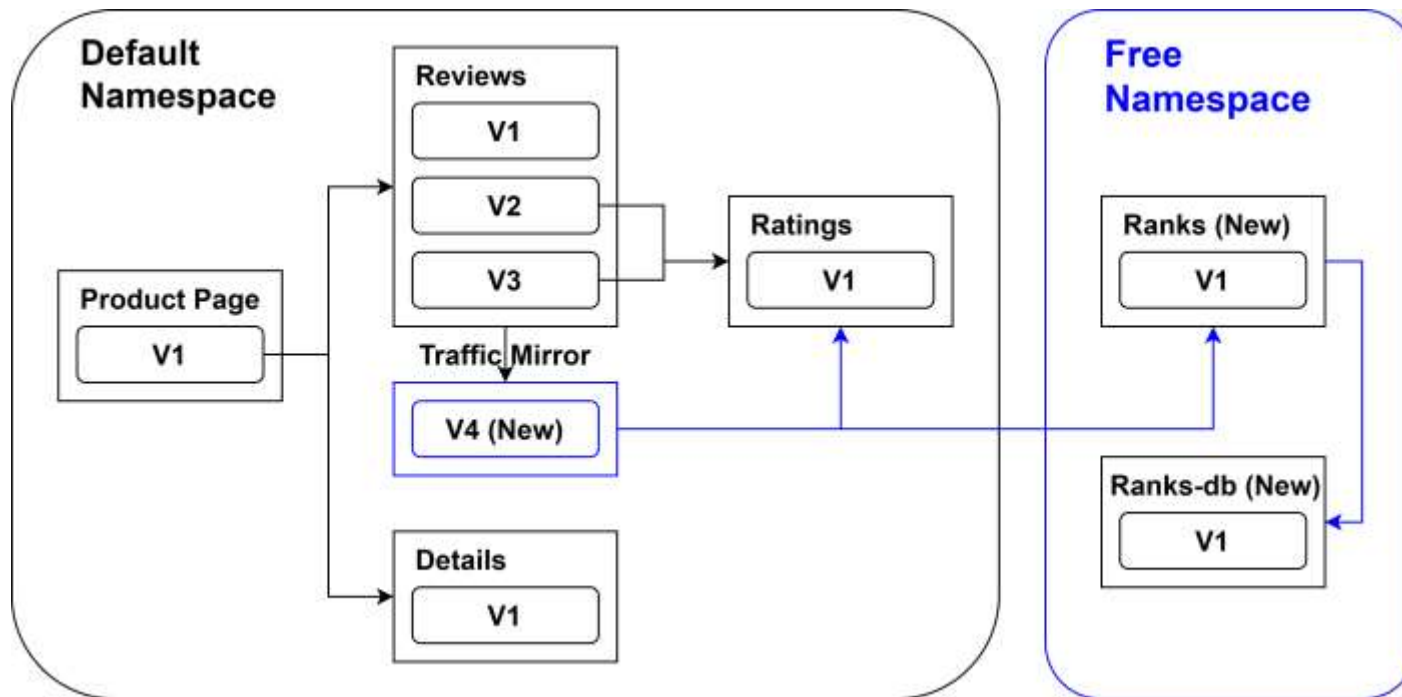 Default
Namespace
Reviews
V1
V2
V3
Product Page
V1
Traffic Mirror
V4 (New)
Details
V1
Ratings
V1
Free
Namespace
Ranks (New)
V1
Ranks-db (New)
V1